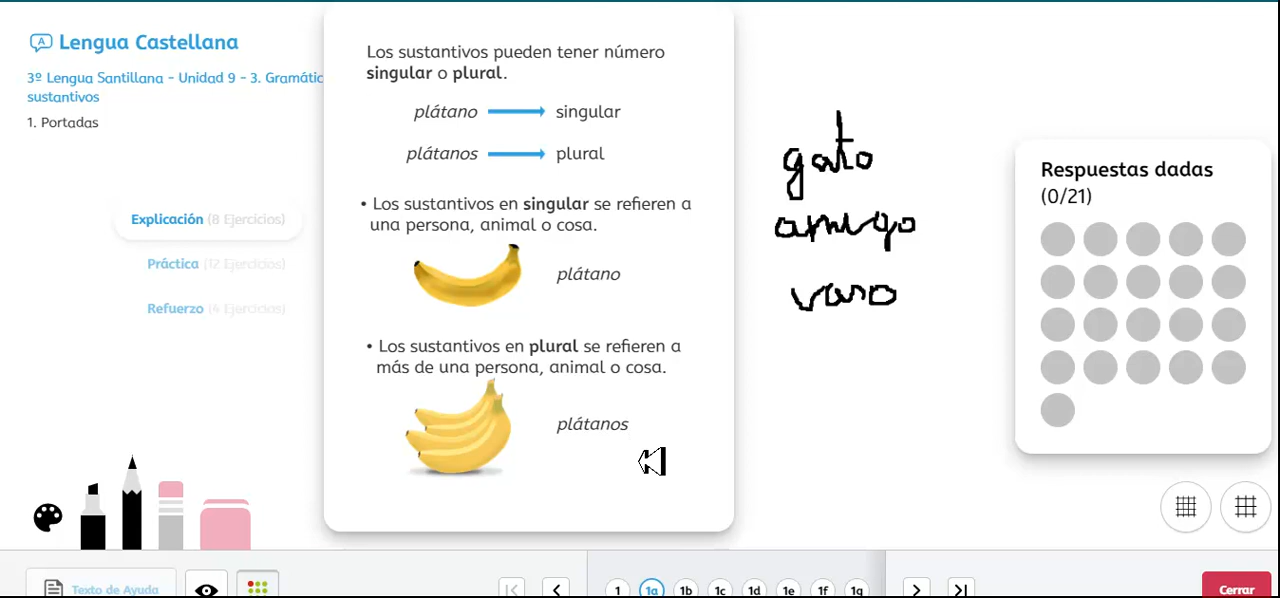 Lengua Castellana
3º Lengua Santillana - Unidad 9 - 3. Gramátic
sustantivos
1. Portadas
Explicación (8 Ejercicios)
Práctica (12 Ejercicios)
Refuerzo (4 Ejercicios)
Los sustantivos pueden tener número
singular o plural.
plátano singular
plátanos plural
• Los sustantivos en singular se refieren a
una persona, animal o cosa.
plátano
• Los sustantivos en plural se refieren a
más de una persona, animal o cosa.
plátanos
gato
amigo
vaso
Respuestas dadas
(0/21)
Texto de Ayuda
1 1a 1b 1c 1d 1e 1f 1g
Cerrar